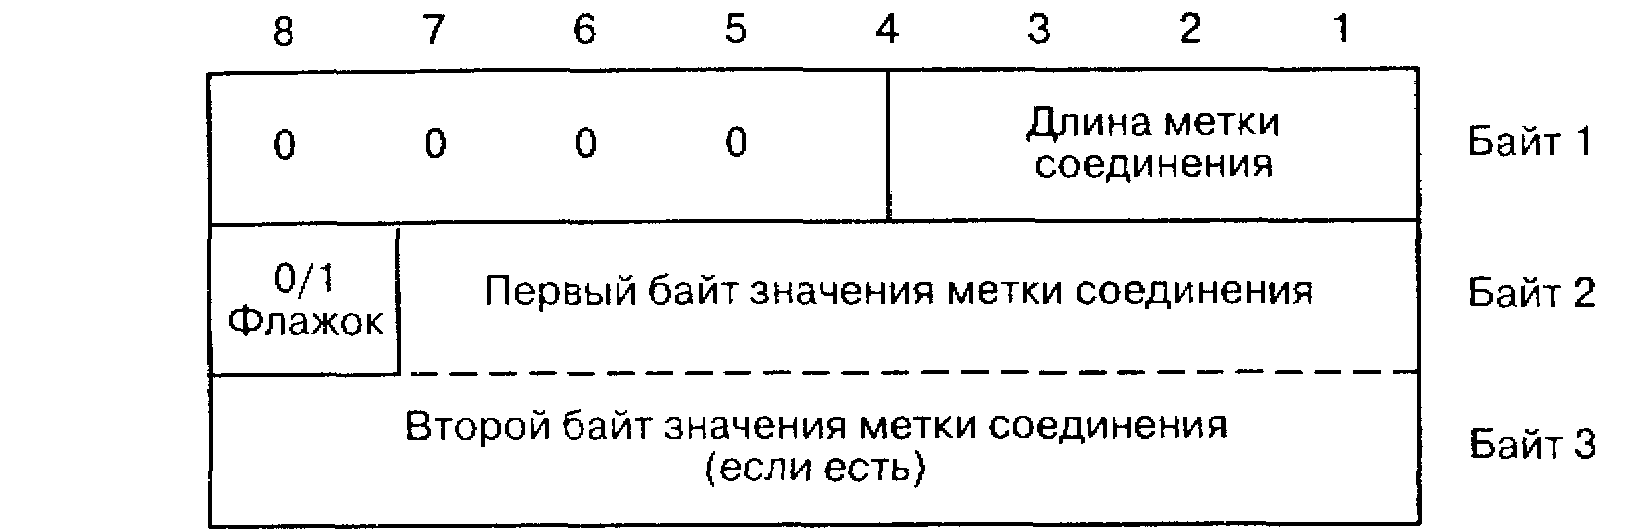 8 7 6 5 4 3 2 1
0 0 0 0 Длина метки соединения Байт 1
0/1 Флажок Первый байт значения метки соединения Байт 2
Второй байт значения метки соединения (если есть) Байт 3